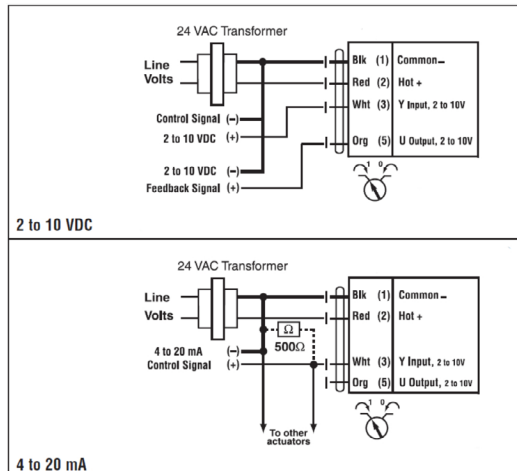 24 VAC Transformer
Line
Volts
Blk (1) Common –
Red (2) Hot +
Wht (3) Y Input, 2 to 10V
Control Signal (–)
2 to 10 VDC (+)
Org (5) U Output, 2 to 10V
2 to 10 VDC (–)
Feedback Signal (+)
1 0
2 to 10 VDC
24 VAC Transformer
Line
Volts
Blk (1) Common –
Red (2) Hot +
Ω
500Ω
4 to 20 mA (–)
Control Signal (+)
Wht (3) Y Input, 2 to 10V
Org (5) U Output, 2 to 10V
1 0
To other
actuators
4 to 20 mA